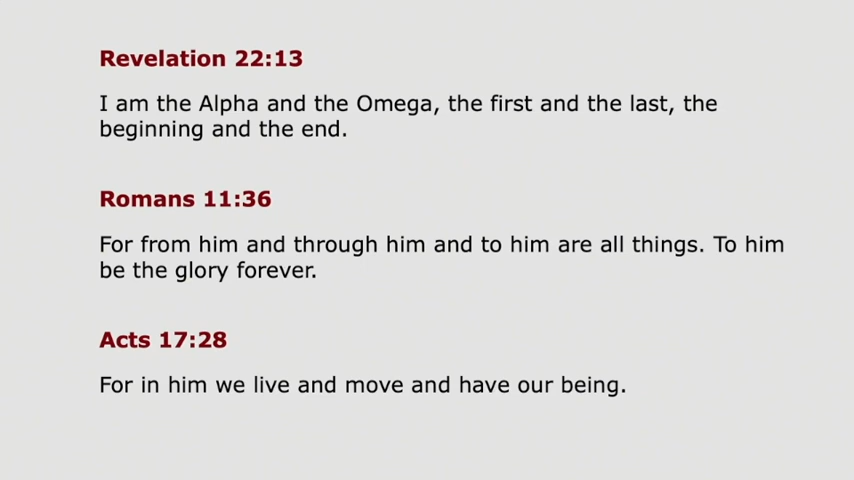 Revelation 22:13
I am the Alpha and the Omega, the first and the last, the
beginning and the end.
Romans 11:36
For from him and through him and to him are all things. To him
be the glory forever.
Acts 17:28
For in him we live and move and have our being.